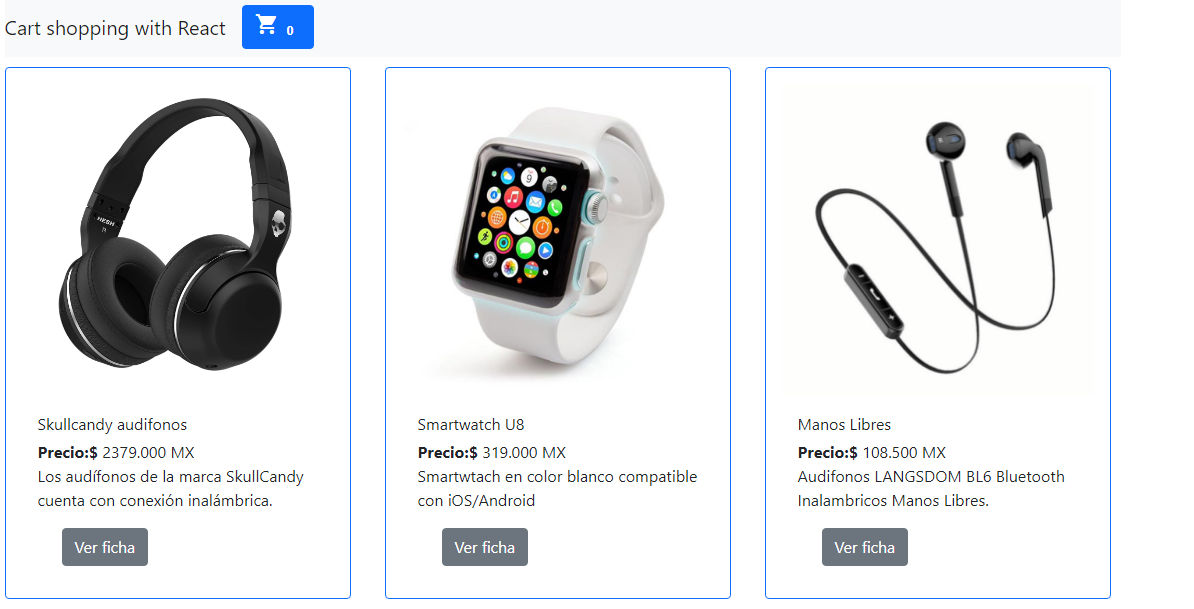 Cart shopping with React 0
HESH
R
9
Skullcandy audifonos
Precio:$ 2379.000 MX
Los audífonos de la marca SkullCandy
cuenta con conexión inalámbrica.
Ver ficha
Smartwatch U8
Precio:$ 319.000 MX
Smartwtach en color blanco compatible
con iOS/Android
Ver ficha
Manos Libres
Precio:$ 108.500 MX
Audifonos LANGSDOM BL6 Bluetooth
Inalambricos Manos Libres.
Ver ficha